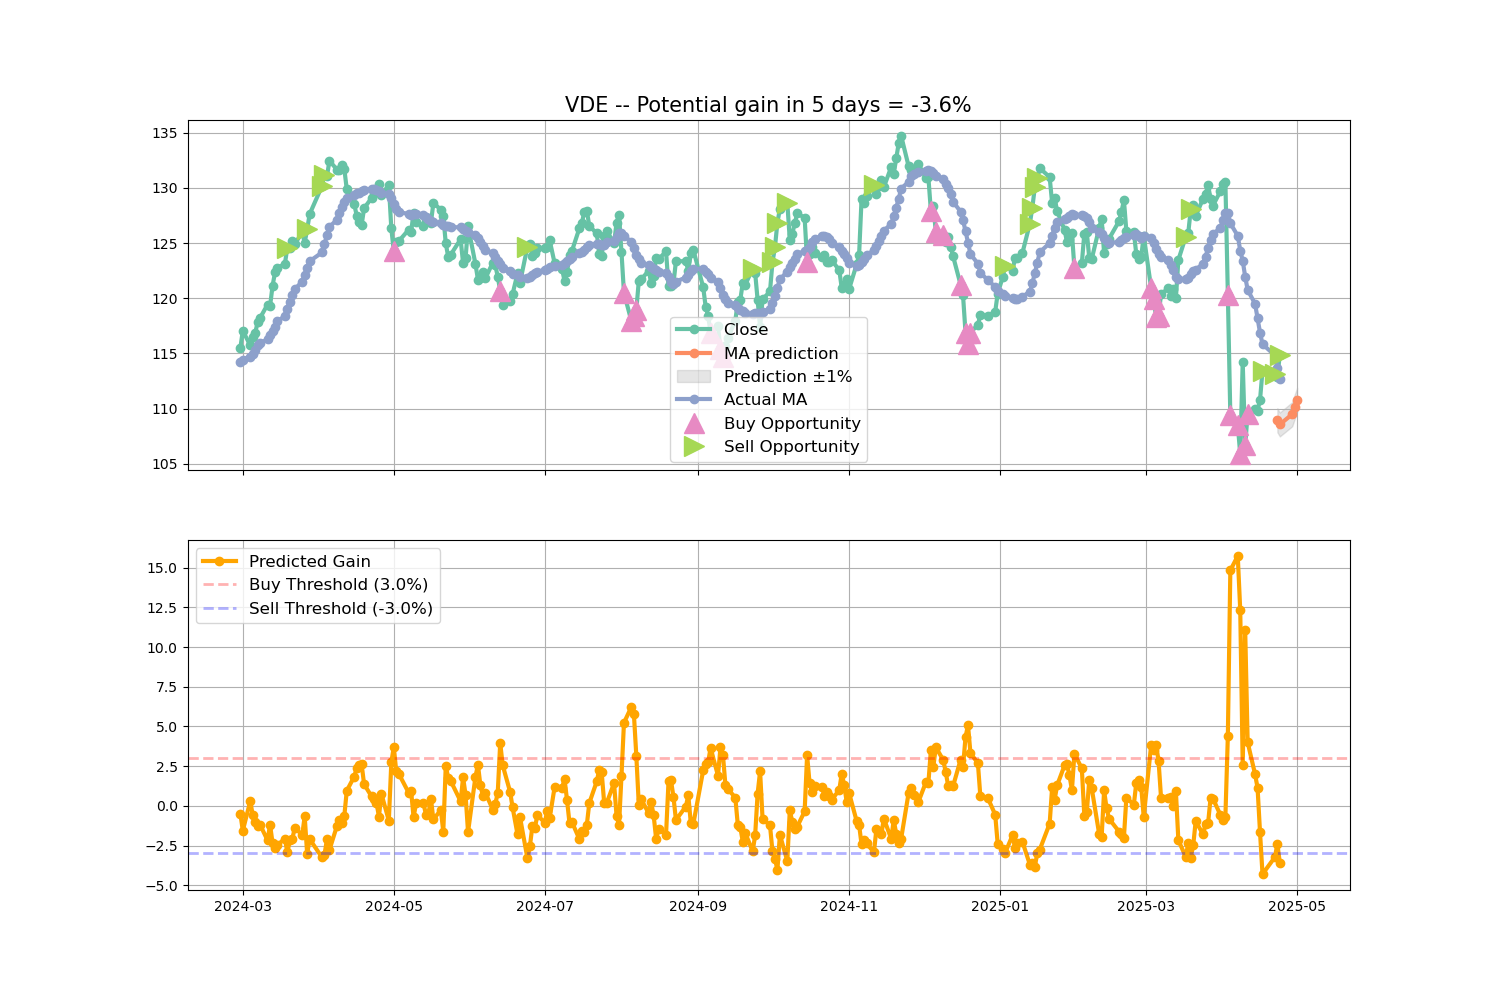 VDE -- Potential gain in 5 days = -3.6%
135
130
125
120
115
110
105
Close
MA prediction
Prediction ±1%
Actual MA
Buy Opportunity
Sell Opportunity
15.0
12.5
10.0
7.5
5.0
2.5
0.0
−2.5
−5.0
Predicted Gain
Buy Threshold (3.0%)
Sell Threshold (-3.0%)
2024-03 2024-05 2024-07 2024-09 2024-11 2025-01 2025-03 2025-05